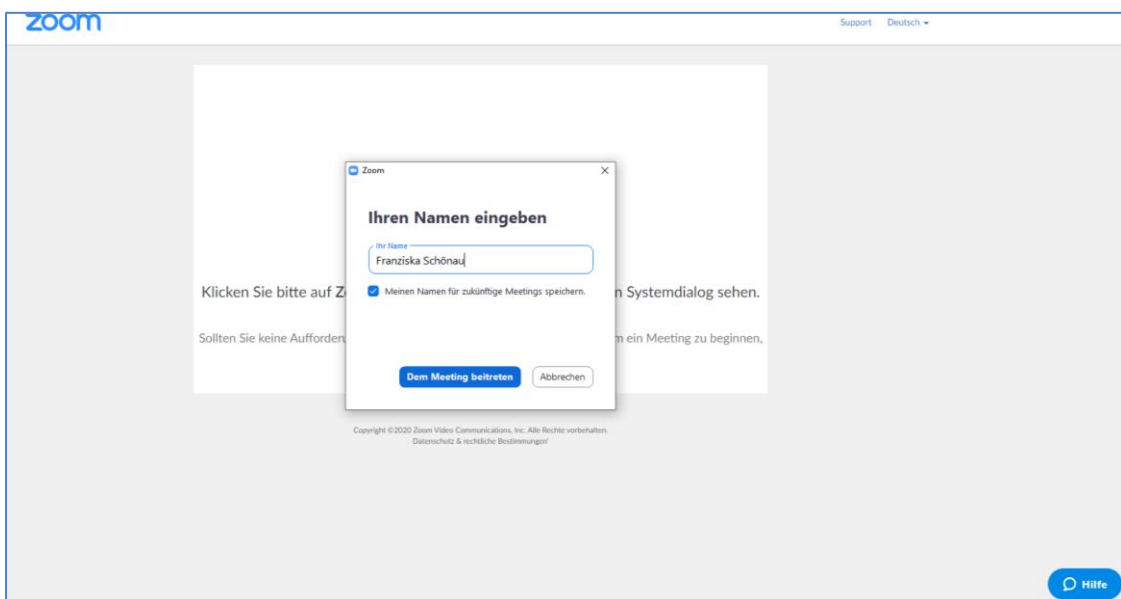 zoom
Support Deutsch
Zoom
Ihren Namen eingeben
Ihr Name
Franziska Schönau
Klicken Sie bitte auf
Meinen Namen für zukünftige Meetings speichern.
Systemdialog sehen.
Sollten Sie keine
ein Meeting zu beginnen,
Dem Meeting beitreten Abbrechen
Copyright ©2020 Zoom Video Communications, Inc. Alle Rechte vorbehalten.
Datenschutz & rechtliche Bestimmungen'
Hilfe